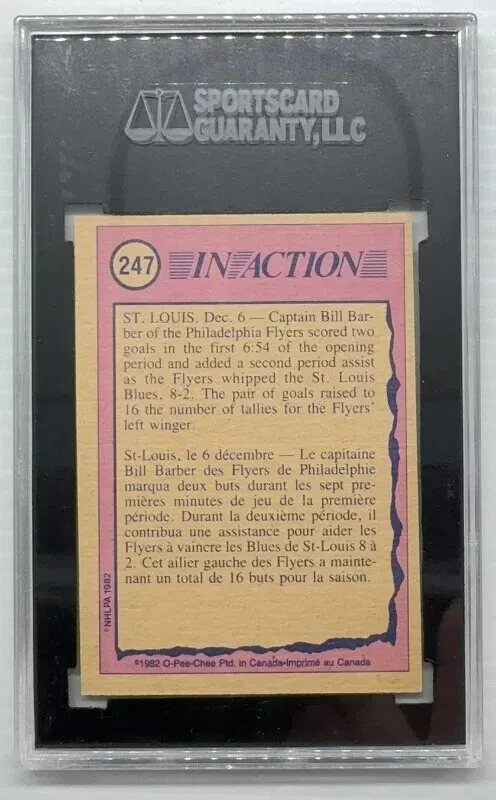 SPORTSCARD
GUARANTY, LLC
247
IN ACTION
ST. LOUIS, Dec. 6 — Captain Bill Bar-
ber of the Philadelphia Flyers scored two
goals in the first 6:54 of the opening
period and added a second period assist
as the Flyers whipped the St. Louis
Blues, 8-2. The pair of goals raised to
16 the number of tallies for the Flyers'
left winger.
St-Louis, le 6 décembre — Le capitaine
Bill Barber des Flyers de Philadelphie
marqua deux buts durant les sept pre-
mières minutes de jeu de la première
période. Durant la deuxième période, il
contribua une assistance pour aider les
Flyers à vaincre les Blues de St-Louis 8 à
2. Cet ailier gauche des Flyers a mainte-
nant un total de 16 buts pour la saison.
© NHLPA 1982
©1982 O-Pee-Chee Ptd. in Canada-Imprimé au Canada